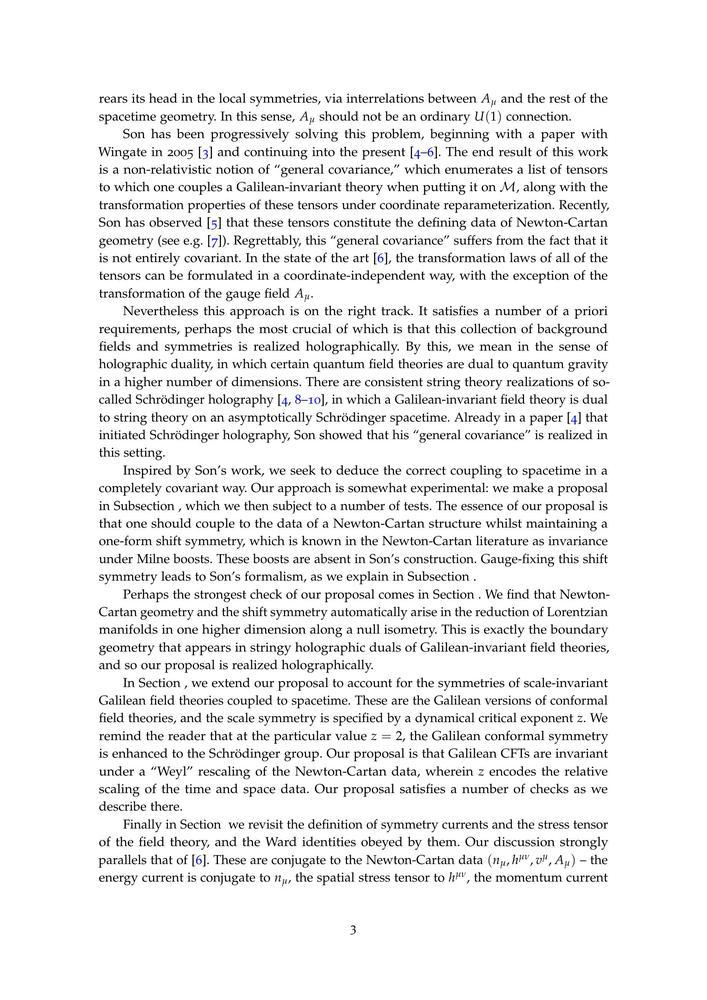 rears its head in the local symmetries, via interrelations between Aμ and the rest of the
spacetime geometry. In this sense, Aμ should not be an ordinary U(1) connection.
Son has been progressively solving this problem, beginning with a paper with
Wingate in 2005 [3] and continuing into the present [4–6]. The end result of this work
is a non-relativistic notion of “general covariance,” which enumerates a list of tensors
to which one couples a Galilean-invariant theory when putting it on ℳ, along with the
transformation properties of these tensors under coordinate reparameterization. Recently,
Son has observed [5] that these tensors constitute the defining data of Newton-Cartan
geometry (see e.g. [7]). Regrettably, this “general covariance” suffers from the fact that it
is not entirely covariant. In the state of the art [6], the transformation laws of all of the
tensors can be formulated in a coordinate-independent way, with the exception of the
transformation of the gauge field Aμ.
Nevertheless this approach is on the right track. It satisfies a number of a priori
requirements, perhaps the most crucial of which is that this collection of background
fields and symmetries is realized holographically. By this, we mean in the sense of
holographic duality, in which certain quantum field theories are dual to quantum gravity
in a higher number of dimensions. There are consistent string theory realizations of so-
called Schrödinger holography [4, 8–10], in which a Galilean-invariant field theory is dual
to string theory on an asymptotically Schrödinger spacetime. Already in a paper [4] that
initiated Schrödinger holography, Son showed that his “general covariance” is realized in
this setting.
Inspired by Son’s work, we seek to deduce the correct coupling to spacetime in a
completely covariant way. Our approach is somewhat experimental: we make a proposal
in Subsection , which we then subject to a number of tests. The essence of our proposal is
that one should couple to the data of a Newton-Cartan structure whilst maintaining a
one-form shift symmetry, which is known in the Newton-Cartan literature as invariance
under Milne boosts. These boosts are absent in Son’s construction. Gauge-fixing this shift
symmetry leads to Son’s formalism, as we explain in Subsection .
Perhaps the strongest check of our proposal comes in Section . We find that Newton-
Cartan geometry and the shift symmetry automatically arise in the reduction of Lorentzian
manifolds in one higher dimension along a null isometry. This is exactly the boundary
geometry that appears in stringy holographic duals of Galilean-invariant field theories,
and so our proposal is realized holographically.
In Section , we extend our proposal to account for the symmetries of scale-invariant
Galilean field theories coupled to spacetime. These are the Galilean versions of conformal
field theories, and the scale symmetry is specified by a dynamical critical exponent z. We
remind the reader that at the particular value z = 2, the Galilean conformal symmetry
is enhanced to the Schrödinger group. Our proposal is that Galilean CFTs are invariant
under a “Weyl” rescaling of the Newton-Cartan data, wherein z encodes the relative
scaling of the time and space data. Our proposal satisfies a number of checks as we
describe there.
Finally in Section we revisit the definition of symmetry currents and the stress tensor
of the field theory, and the Ward identities obeyed by them. Our discussion strongly
parallels that of [6]. These are conjugate to the Newton-Cartan data (nμ, hμν, vμ, Aμ) – the
energy current is conjugate to nμ, the spatial stress tensor to hμν, the momentum current
3